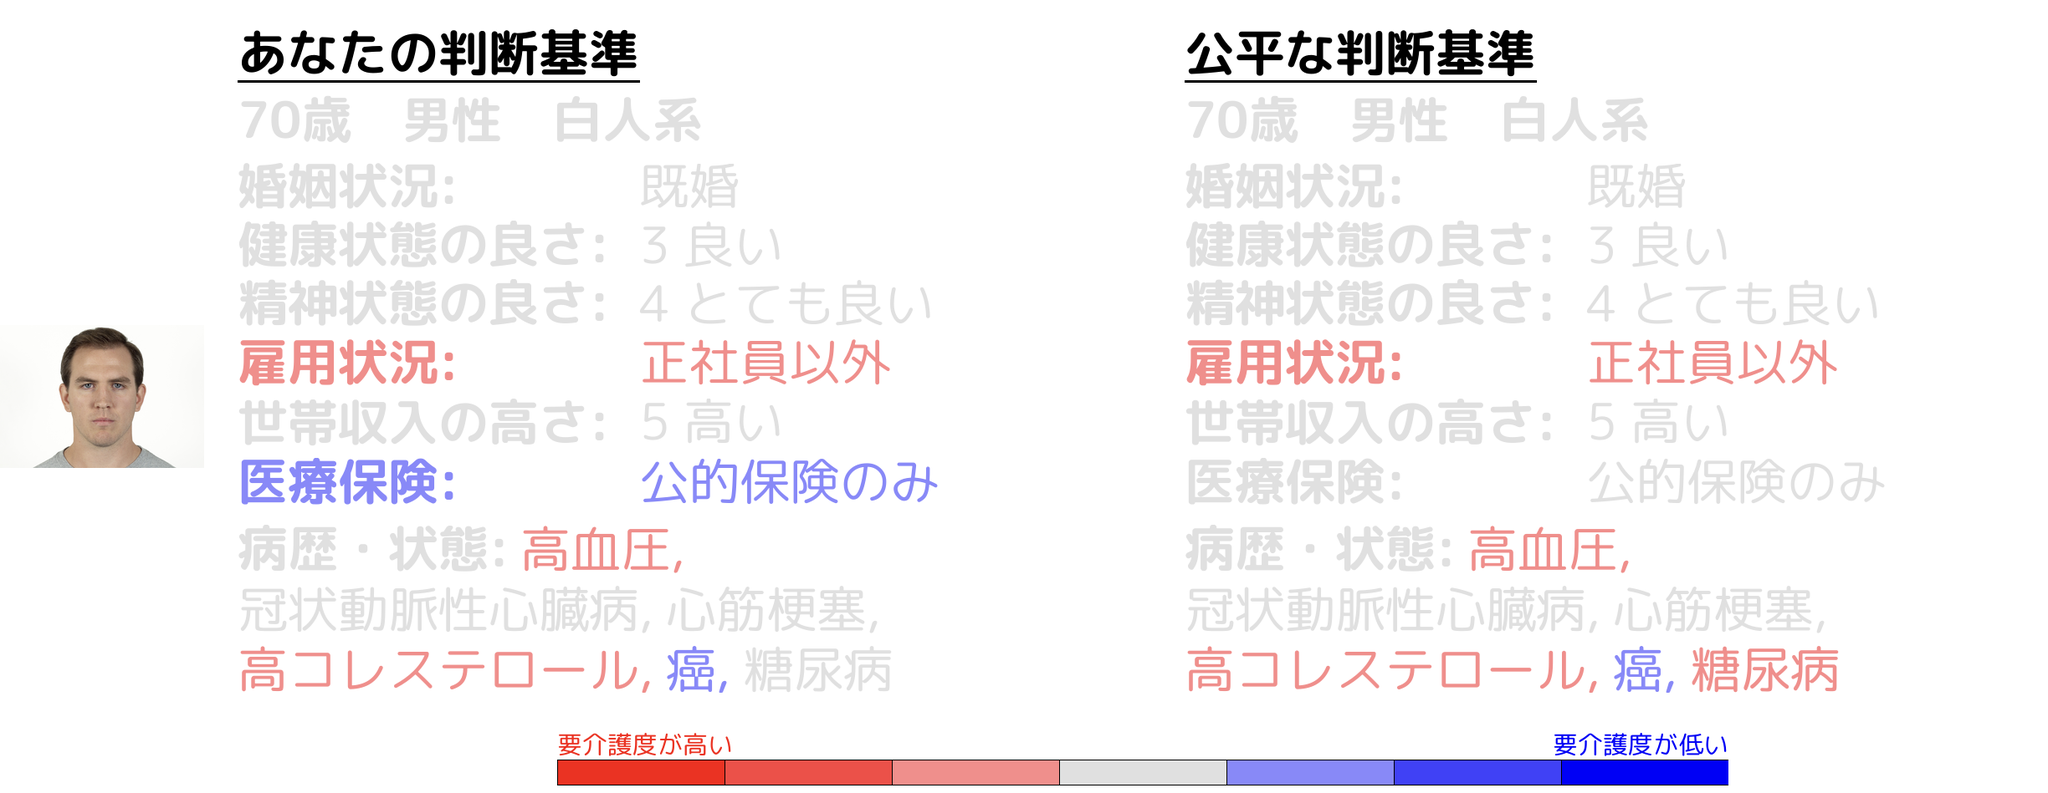 あなたの判断基準
70歳　男性　白人系
婚姻状況: 既婚
健康状態の良さ: 3 良い
精神状態の良さ: 4 とても良い
雇用状況: 正社員以外
世帯収入の高さ: 5 高い
医療保険: 公的保険のみ
病歴・状態: 高血圧,
冠状動脈性心臓病, 心筋梗塞,
高コレステロール, 癌, 糖尿病
公平な判断基準
70歳　男性　白人系
婚姻状況: 既婚
健康状態の良さ: 3 良い
精神状態の良さ: 4 とても良い
雇用状況: 正社員以外
世帯収入の高さ: 5 高い
医療保険: 公的保険のみ
病歴・状態: 高血圧,
冠状動脈性心臓病, 心筋梗塞,
高コレステロール, 癌, 糖尿病
要介護度が高い
要介護度が低い